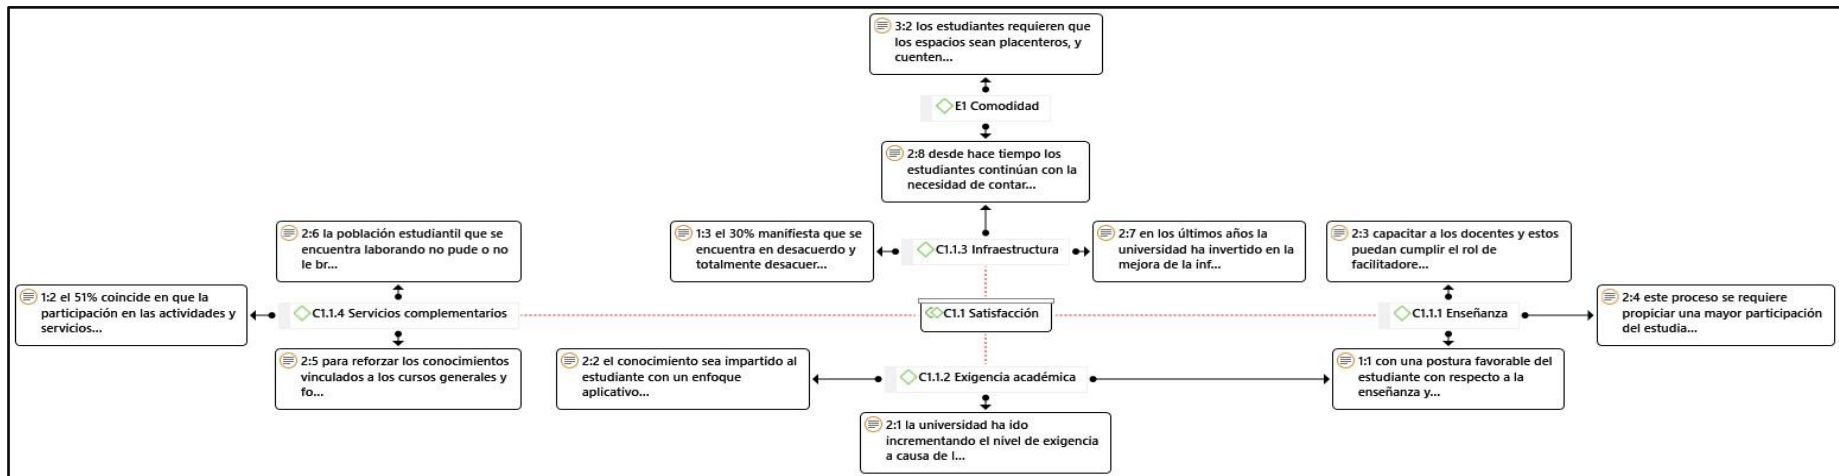 3:2 los estudiantes requieren que
los espacios sean placenteros, y
cuenten...
E1 Comodidad
2:8 desde hace tiempo los
estudiantes continúan con la
necesidad de contar...
2:6 la población estudiantil que se
encuentra laborando no pude o no
le br...
1:3 el 30% manifiesta que se
encuentra en desacuerdo y
totalmente desacuer...
C1.1.3 Infraestructura
2:7 en los últimos años la
universidad ha invertido en la
mejora de la inf...
2:3 capacitar a los docentes y estos
puedan cumplir el rol de
facilitadore...
1:2 el 51% coincide en que la
participación en las actividades y
servicios...
C1.1.4 Servicios complementarios
C1.1 Satisfacción
C1.1.1 Enseñanza
2:4 este proceso se requiere
propiciar una mayor participación
del estudia...
2:5 para reforzar los conocimientos
vinculados a los cursos generales y
fo...
2:2 el conocimiento sea impartido al
estudiante con un enfoque
aplicativo...
C1.1.2 Exigencia académica
1:1 con una postura favorable del
estudiante con respecto a la
enseñanza y...
2:1 la universidad ha ido
incrementando el nivel de exigencia
a causa de l...